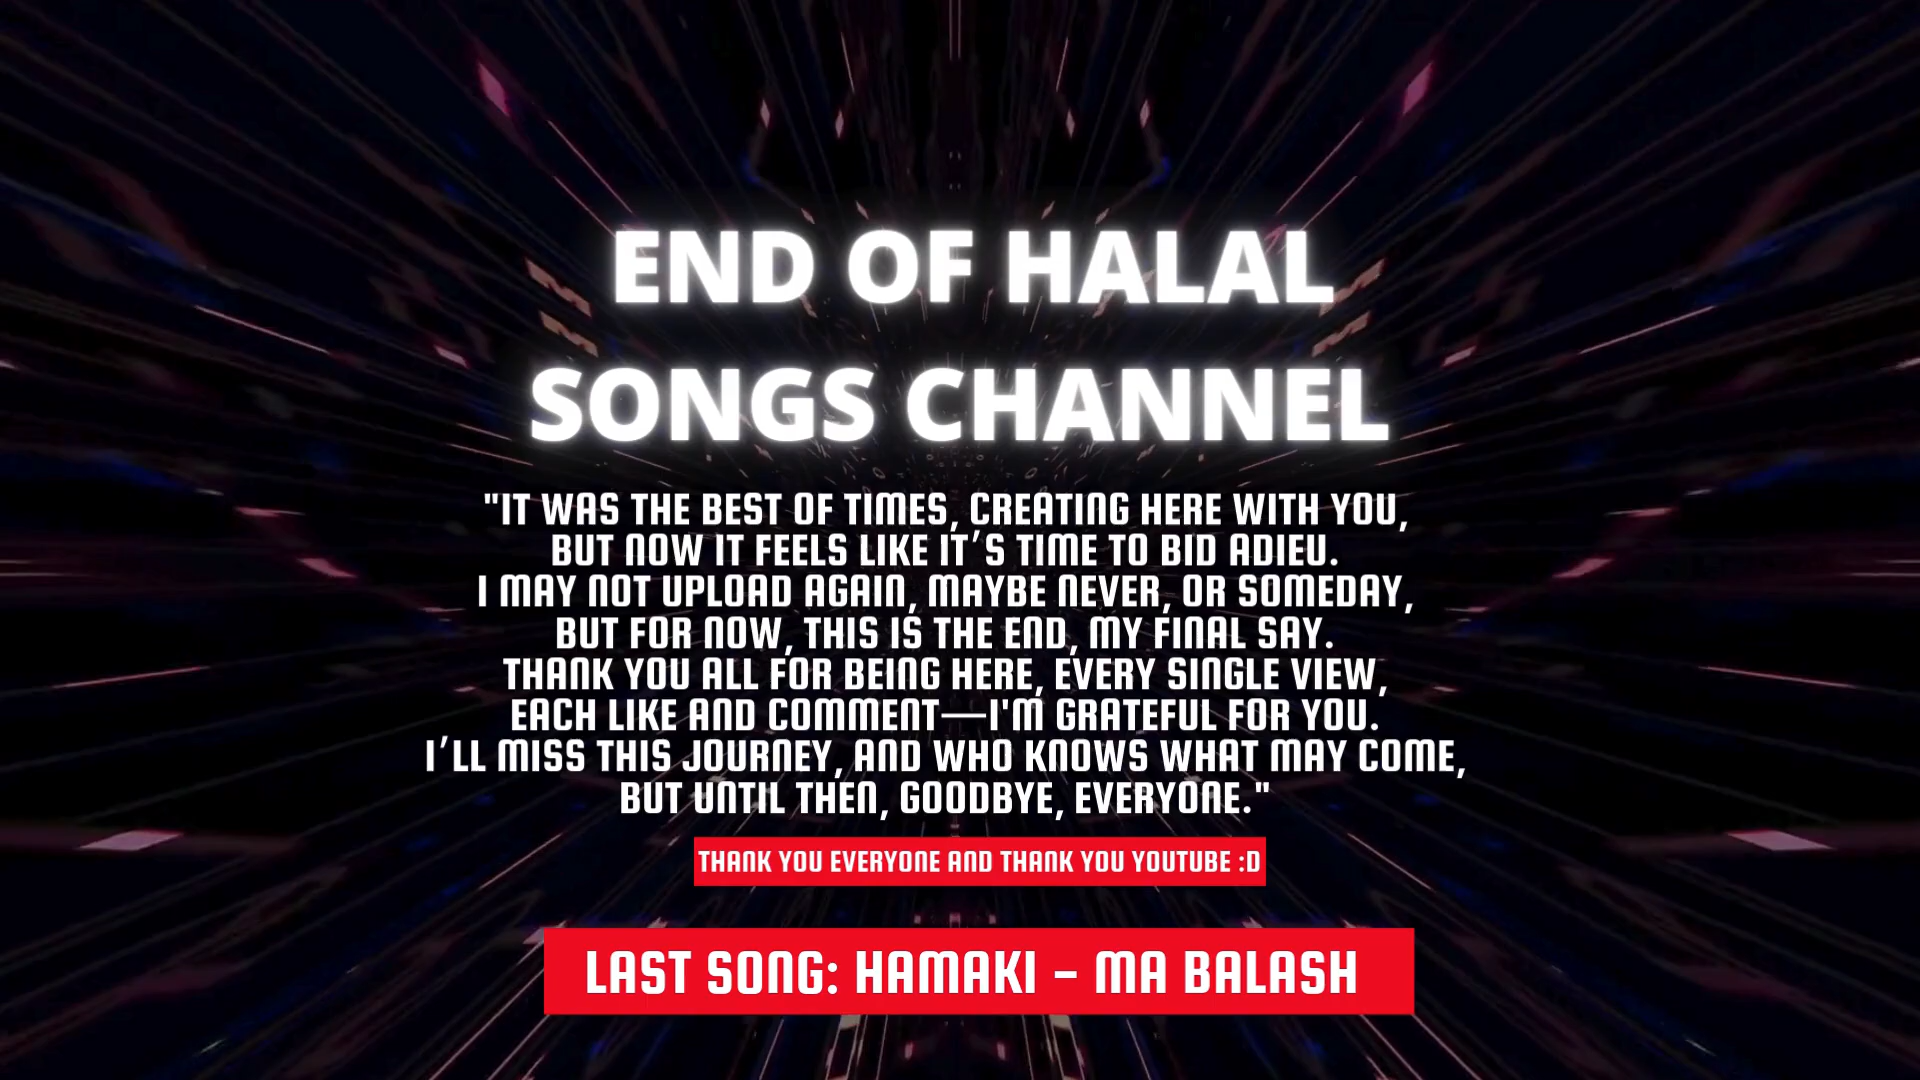 END OF HALAL
SONGS CHANNEL
"IT WAS THE BEST OF TIMES, CREATING HERE WITH YOU,
BUT NOW IT FEELS LIKE IT’S TIME TO BID ADIEU.
I MAY NOT UPLOAD AGAIN, MAYBE NEVER, OR SOMEDAY,
BUT FOR NOW, THIS IS THE END, MY FINAL SAY.
THANK YOU ALL FOR BEING HERE, EVERY SINGLE VIEW,
EACH LIKE AND COMMENT—I'M GRATEFUL FOR YOU.
I’LL MISS THIS JOURNEY, AND WHO KNOWS WHAT MAY COME,
BUT UNTIL THEN, GOODBYE, EVERYONE."
THANK YOU EVERYONE AND THANK YOU YOUTUBE :D
LAST SONG: HAMAKI - MA BALASH